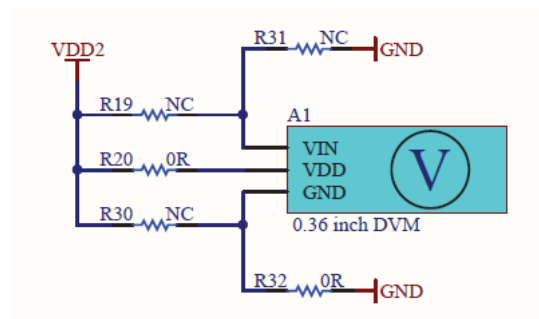 R31 NC
GND
VDD2
R19 NC
A1
VIN
R20 0R
VDD
GND
R30 NC
0.36 inch DVM
V
R32 0R
GND